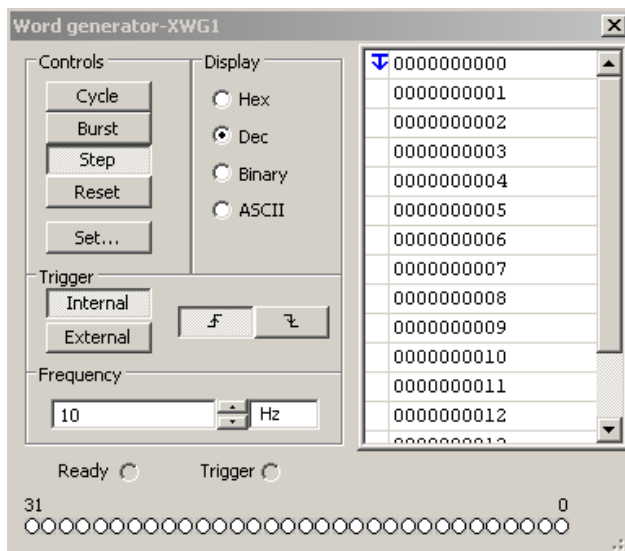 Word generator-XWG1
Controls
Cycle
Burst
Step
Reset
Set...
Display
Hex
Dec
Binary
ASCII
Trigger
Internal
External
Frequency
10
Hz
Ready
Trigger
31
0
0000000000
0000000001
0000000002
0000000003
0000000004
0000000005
0000000006
0000000007
0000000008
0000000009
0000000010
0000000011
0000000012